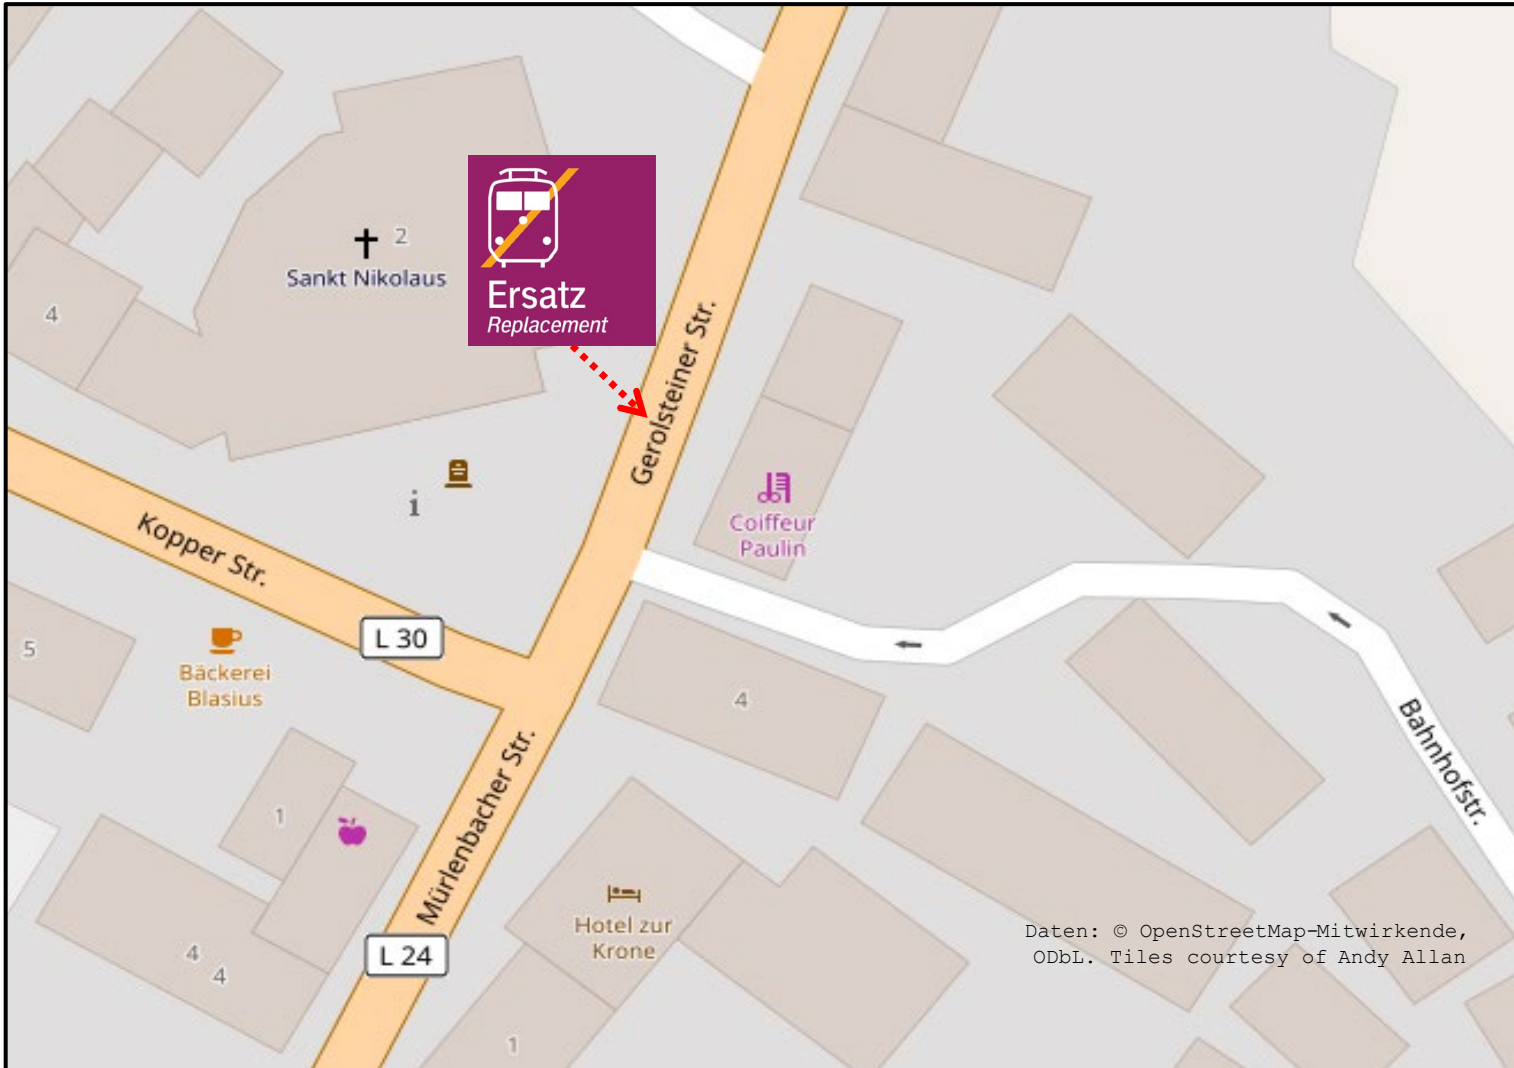 2
Sankt Nikolaus
4
Ersatz
Replacement
Gerolsteiner Str.
i
Coiffeur
Paulin
Kopper Str.
L 30
5
Bäckerei
Blasius
4
Bahnhofstr.
Mürlenbacher Str.
1
Hotel zur
Krone
4
4
L 24
1
Daten: © OpenStreetMap-Mitwirkende,
ODbL. Tiles courtesy of Andy Allan